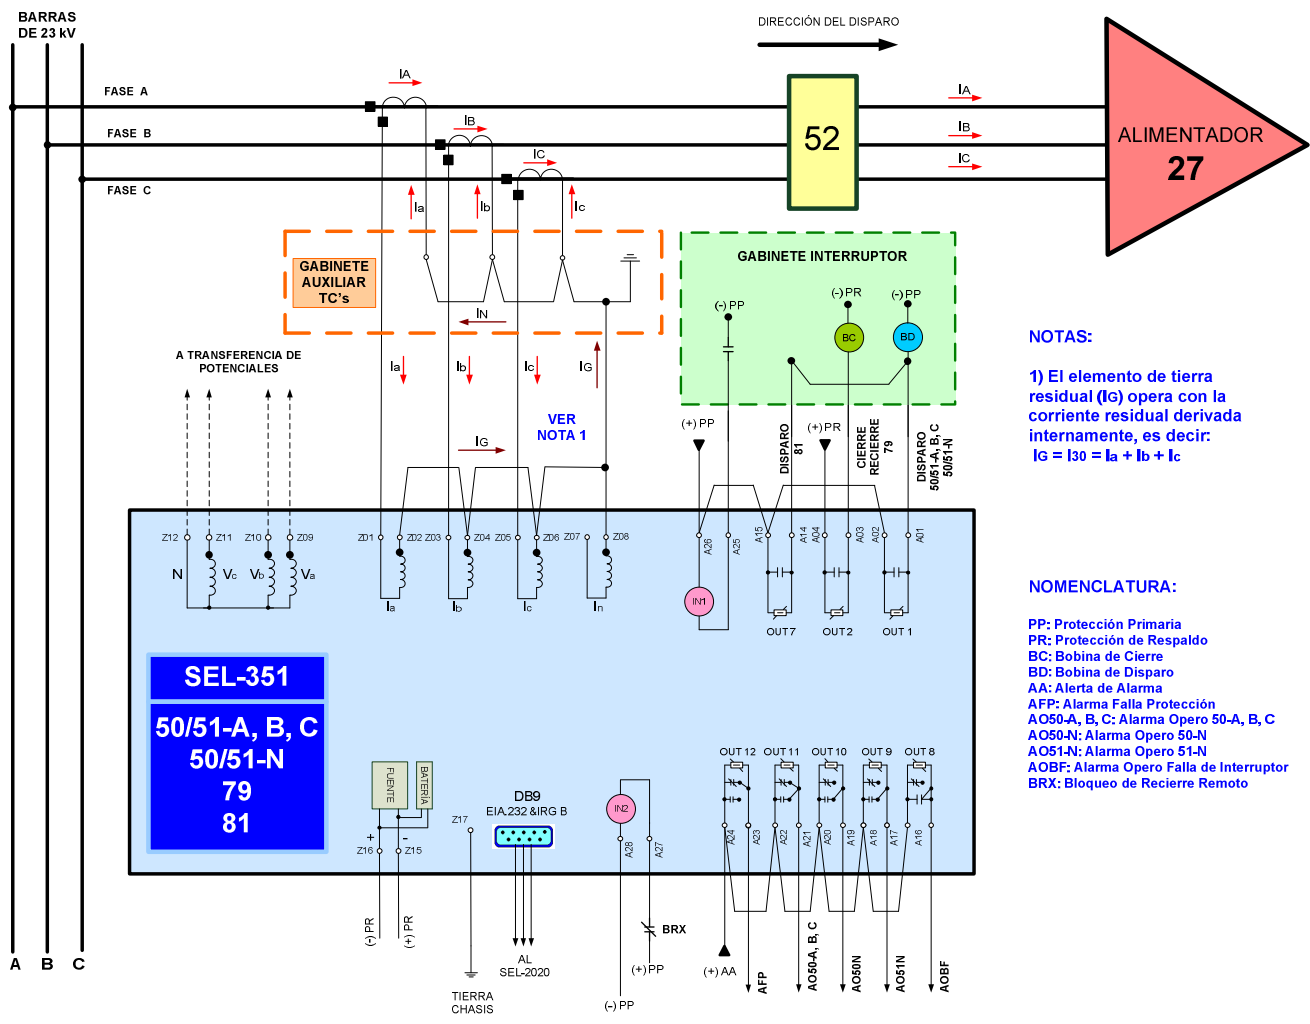 BARRAS
DE 23 kV
DIRECCIÓN DEL DISPARO
FASE A
FASE B
FASE C
IA
IB
IC
52
IA
IB
IC
ALIMENTADOR
27
Ia
Ib
Ic
GABINETE
AUXILIAR
TC's
IN
GABINETE INTERRUPTOR
(-) PP
(-) PR
(-) PP
BC
BD
A TRANSFERENCIA DE
POTENCIALES
Ia
Ib
Ic
IG
VER
NOTA 1
IG
(+) PP
DISPARO
81
(+) PR
CIERRE
RECIERRE
79
DISPARO
50/51-A, B, C
50/51-N
NOTAS:
1) El elemento de tierra
residual (IG) opera con la
corriente residual derivada
internamente, es decir:
IG = I30 = Ia + Ib + Ic
Z12
Z11
Z10
Z09
Z01
Z02
Z03
Z04
Z05
Z06
Z07
Z08
A26
A25
A15
A14
A04
A03
A02
A01
N
Vc
Vb
Va
Ia
Ib
Ic
In
IN1
OUT 7
OUT 2
OUT 1
SEL-351
50/51-A, B, C
50/51-N
79
81
NOMENCLATURA:
PP: Protección Primaria
PR: Protección de Respaldo
BC: Bobina de Cierre
BD: Bobina de Disparo
AA: Alerta de Alarma
AFP: Alarma Falla Protección
AO50-A, B, C: Alarma Opero 50-A, B, C
AO50-N: Alarma Opero 50-N
AO51-N: Alarma Opero 51-N
AOBF: Alarma Opero Falla de Interruptor
BRX: Bloqueo de Recierre Remoto
FUENTE
BATERÍA
+
-
Z16
Z15
Z17
DB9
EIA.232 & IRG B
IN2
A28
A27
OUT 12
OUT 11
OUT 10
OUT 9
OUT 8
A24
A23
A22
A21
A20
A19
A18
A17
A16
(-) PR
(+) PR
TIERRA
CHASIS
AL
SEL-2020
BRX
(+) PP
(-) PP
(+) AA
AFP
AO50-A, B, C
AO50N
AO51N
AOBF
A
B
C